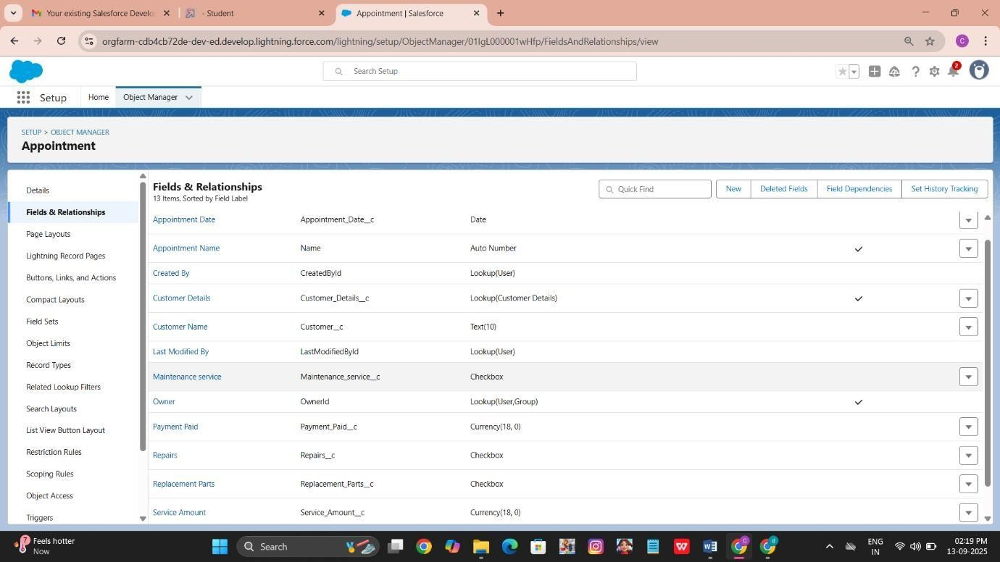 Your existing Salesforce Develo
- Student
Appointment | Salesforce
orgfarm-cdb4cb72de-dev-ed.develop.lightning.force.com/lightning/setup/ObjectManager/01IgL000001wHfp/FieldsAndRelationships/view
C
Search Setup
2
Setup
Home
Object Manager
SETUP > OBJECT MANAGER
Appointment
Details
Fields & Relationships
Page Layouts
Lightning Record Pages
Buttons, Links, and Actions
Compact Layouts
Field Sets
Object Limits
Record Types
Related Lookup Filters
Search Layouts
List View Button Layout
Restriction Rules
Scoping Rules
Object Access
Triggers
Fields & Relationships
13 Items, Sorted by Field Label
Quick Find
New
Deleted Fields
Field Dependencies
Set History Tracking
Appointment Date Appointment_Date__c Date
Appointment Name Name Auto Number
Created By CreatedById Lookup(User)
Customer Details Customer_Details__c Lookup(Customer Details)
Customer Name Customer__c Text(10)
Last Modified By LastModifiedById Lookup(User)
Maintenance service Maintenance_service__c Checkbox
Owner OwnerId Lookup(User,Group)
Payment Paid Payment_Paid__c Currency(18, 0)
Repairs Repairs__c Checkbox
Replacement Parts Replacement_Parts__c Checkbox
Service Amount Service_Amount__c Currency(18, 0)
7
Feels hotter
Now
Search
C
d
ENG
IN
02:19 PM
13-09-2025